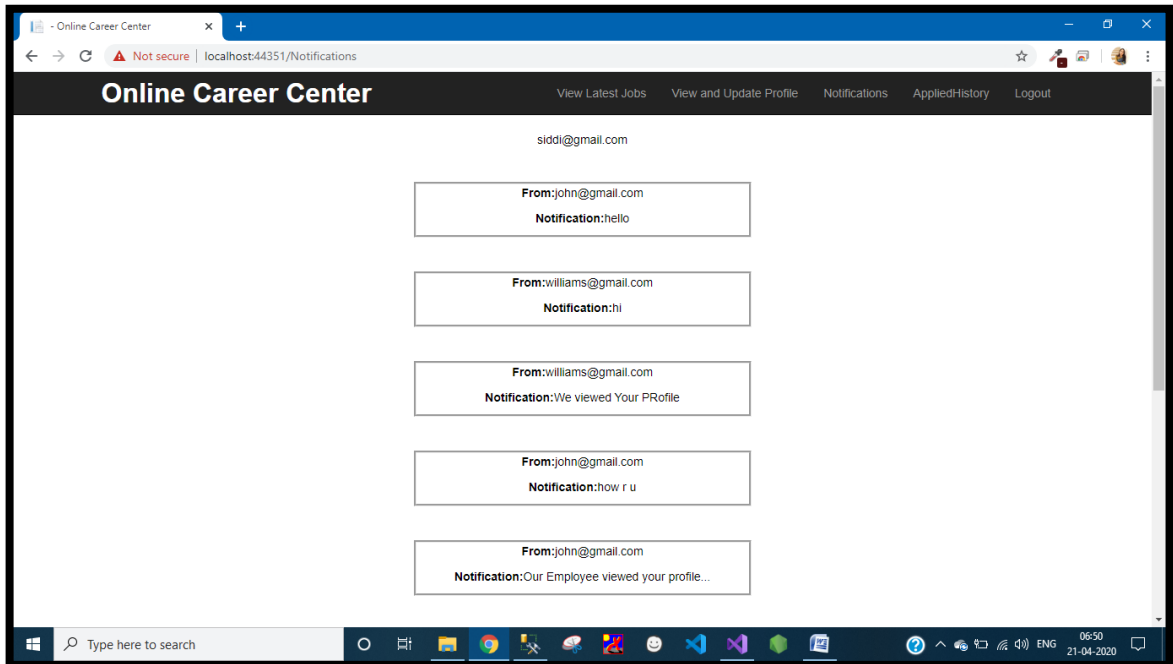 - Online Career Center
Not secure | localhost:44351/Notifications
Online Career Center
View Latest Jobs View and Update Profile Notifications AppliedHistory Logout
siddi@gmail.com
From:john@gmail.com
Notification:hello
From:williams@gmail.com
Notification:hi
From:williams@gmail.com
Notification:We viewed Your PRofile
From:john@gmail.com
Notification:how r u
From:john@gmail.com
Notification:Our Employee viewed your profile...
Type here to search
ENG
06:50
21-04-2020